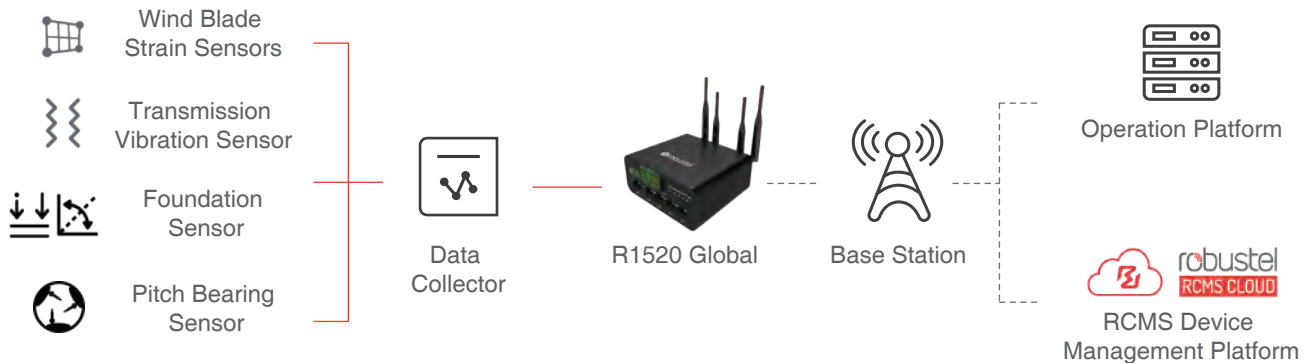 Wind Blade
Strain Sensors
Transmission
Vibration Sensor
Foundation
Sensor
Pitch Bearing
Sensor
Data
Collector
robustel
R1520 Global
Base Station
Operation Platform
robustel
RCMS CLOUD
RCMS Device
Management Platform